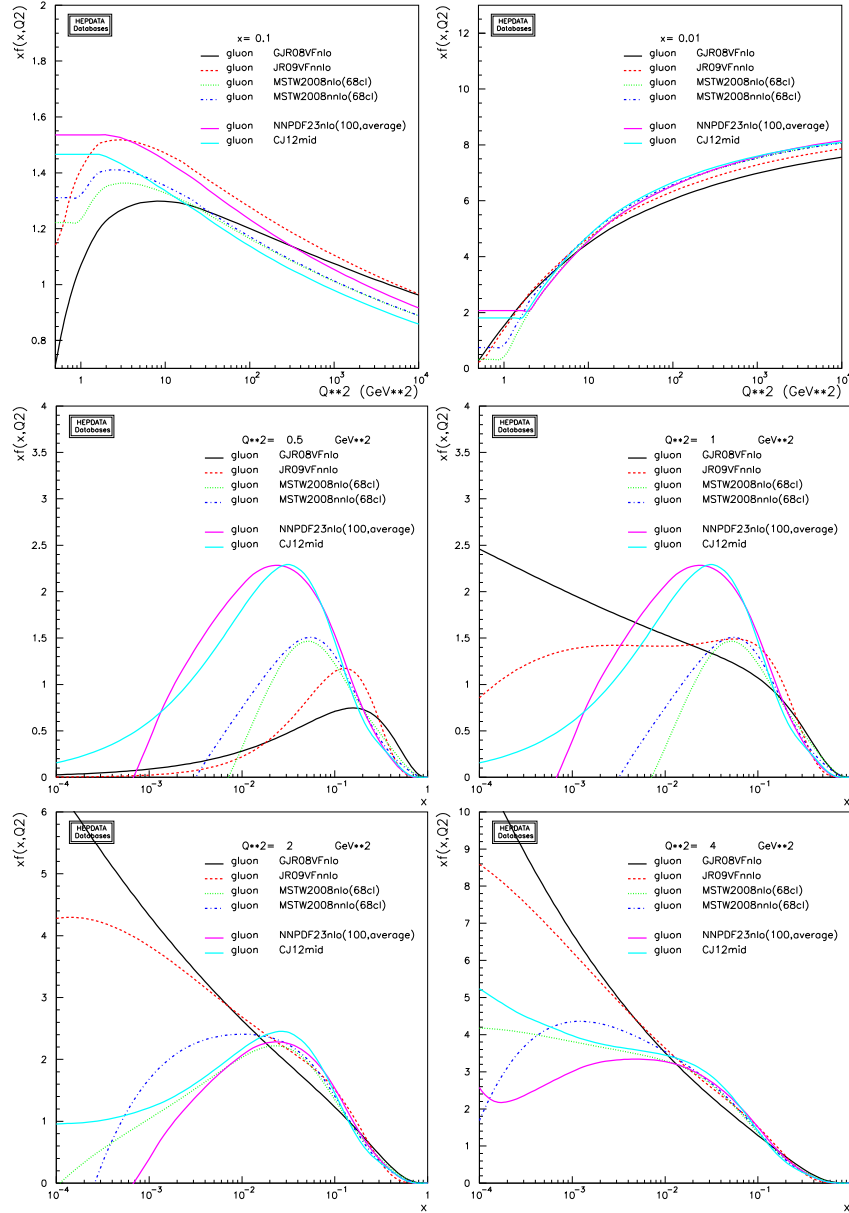 HEPDATA
Databases
x= 0.1
gluon GJR08VFnlo
gluon JR09VFnnlo
gluon MSTW2008nlo(68cl)
gluon MSTW2008nnlo(68cl)
gluon NNPDF23nlo(100,average)
gluon CJ12mid
xf(x,Q2)
2
1.8
1.6
1.4
1.2
1
0.8
1 10 10^2 10^3 10^4
Q**2 (GeV**2)
HEPDATA
Databases
x= 0.01
gluon GJR08VFnlo
gluon JR09VFnnlo
gluon MSTW2008nlo(68cl)
gluon MSTW2008nnlo(68cl)
gluon NNPDF23nlo(100,average)
gluon CJ12mid
xf(x,Q2)
12
10
8
6
4
2
0
1 10 10^2 10^3 10^4
Q**2 (GeV**2)
HEPDATA
Databases
Q**2= 0.5 GeV**2
gluon GJR08VFnlo
gluon JR09VFnnlo
gluon MSTW2008nlo(68cl)
gluon MSTW2008nnlo(68cl)
gluon NNPDF23nlo(100,average)
gluon CJ12mid
xf(x,Q2)
4
3.5
3
2.5
2
1.5
1
0.5
0
10^-4 10^-3 10^-2 10^-1 1
x
HEPDATA
Databases
Q**2= 1 GeV**2
gluon GJR08VFnlo
gluon JR09VFnnlo
gluon MSTW2008nlo(68cl)
gluon MSTW2008nnlo(68cl)
gluon NNPDF23nlo(100,average)
gluon CJ12mid
xf(x,Q2)
4
3.5
3
2.5
2
1.5
1
0.5
0
10^-4 10^-3 10^-2 10^-1 1
x
HEPDATA
Databases
Q**2= 2 GeV**2
gluon GJR08VFnlo
gluon JR09VFnnlo
gluon MSTW2008nlo(68cl)
gluon MSTW2008nnlo(68cl)
gluon NNPDF23nlo(100,average)
gluon CJ12mid
xf(x,Q2)
6
5
4
3
2
1
0
10^-4 10^-3 10^-2 10^-1 1
x
HEPDATA
Databases
Q**2= 4 GeV**2
gluon GJR08VFnlo
gluon JR09VFnnlo
gluon MSTW2008nlo(68cl)
gluon MSTW2008nnlo(68cl)
gluon NNPDF23nlo(100,average)
gluon CJ12mid
xf(x,Q2)
10
9
8
7
6
5
4
3
2
1
0
10^-4 10^-3 10^-2 10^-1 1
x